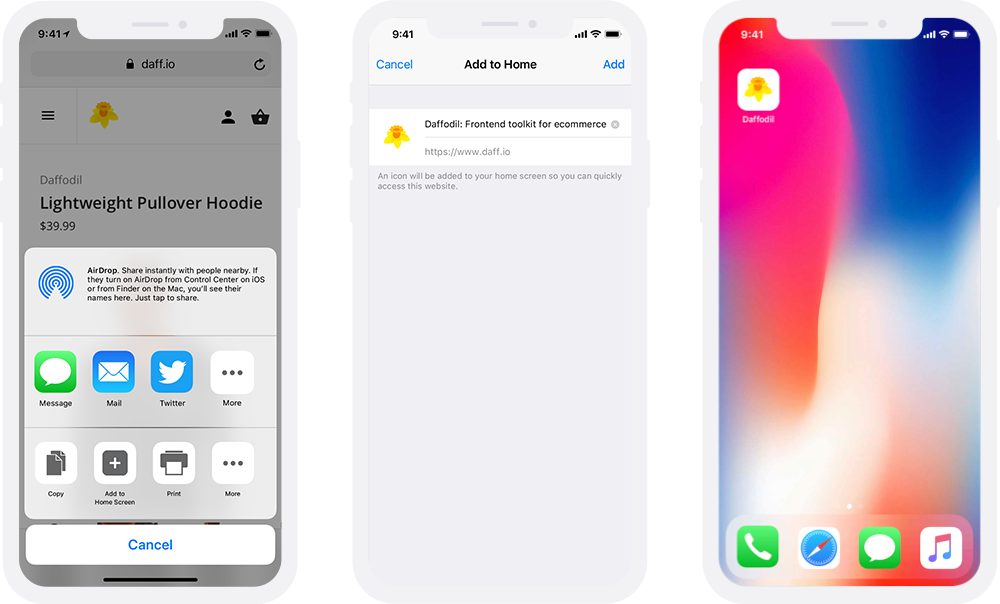 9:41
daff.io
Daffodil
Lightweight Pullover Hoodie
$39.99
AirDrop. Share instantly with people nearby. If
they turn on AirDrop from Control Center on iOS
or from Finder on the Mac, you'll see their
names here. Just tap to share.
Message
Mail
Twitter
More
Copy
Add to
Home Screen
Print
More
Cancel
9:41
Cancel
Add to Home
Add
Daffodil: Frontend toolkit for ecommerce
https://www.daff.io
An icon will be added to your home screen so you can quickly
access this website.
9:41
Daffodil